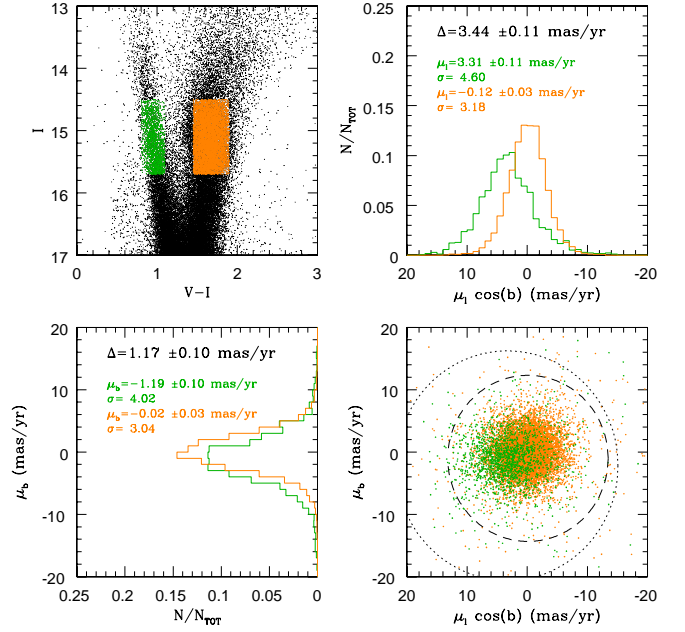 13
14
15
16
17
I
0
1
2
3
V−I
0.25
0.2
0.15
0.1
0.05
0
N/N_TOT
Δ=3.44 ±0.11 mas/yr
μ_l=3.31 ±0.11 mas/yr
σ= 4.60
μ_l=−0.12 ±0.03 mas/yr
σ= 3.18
20
10
0
-10
-20
μ_l cos(b) (mas/yr)
20
10
0
-10
-20
μ_b (mas/yr)
Δ=1.17 ±0.10 mas/yr
μ_b=−1.19 ±0.10 mas/yr
σ= 4.02
μ_b=−0.02 ±0.03 mas/yr
σ= 3.04
0.25
0.2
0.15
0.1
0.05
0
N/N_TOT
20
10
0
-10
-20
μ_b (mas/yr)
20
10
0
-10
-20
μ_l cos(b) (mas/yr)